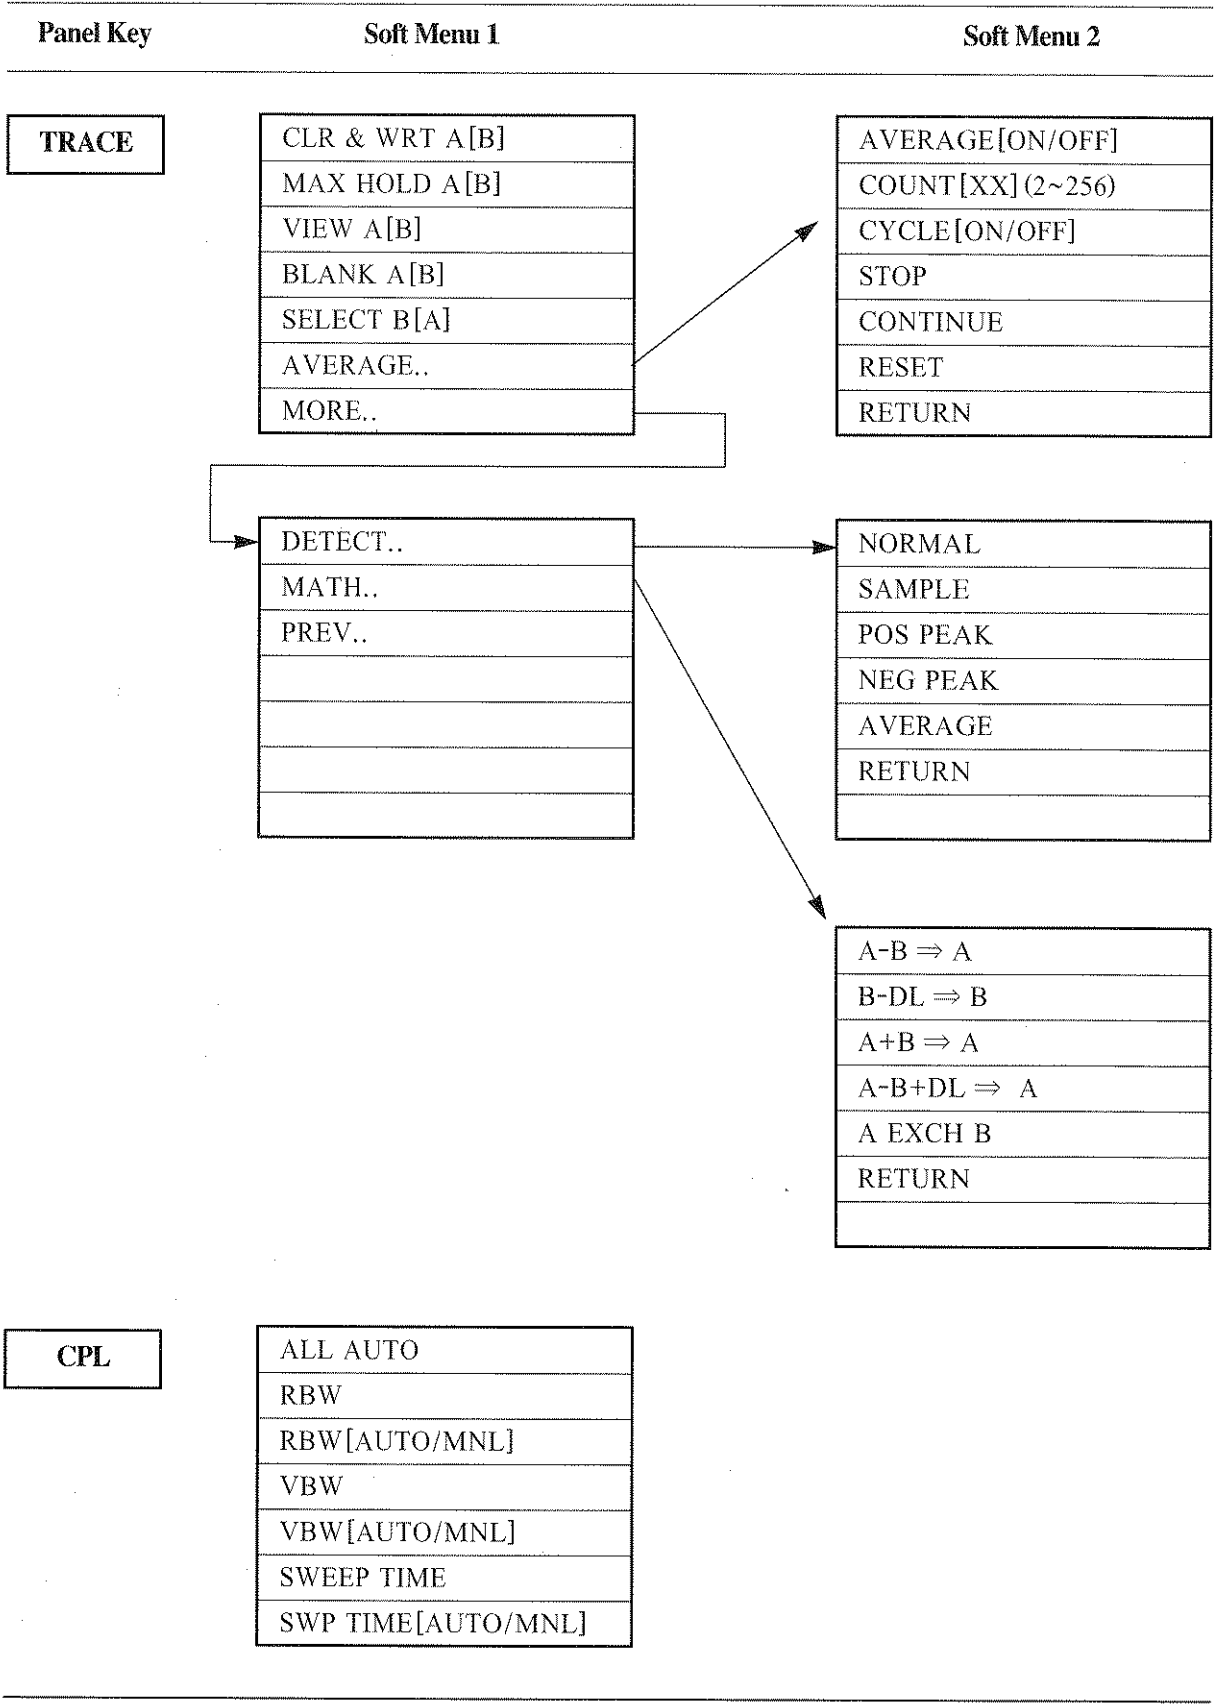 Panel Key Soft Menu 1 Soft Menu 2
TRACE
CLR & WRT A[B]
MAX HOLD A[B]
VIEW A[B]
BLANK A[B]
SELECT B[A]
AVERAGE..
MORE..
AVERAGE[ON/OFF]
COUNT[XX](2~256)
CYCLE[ON/OFF]
STOP
CONTINUE
RESET
RETURN
DETECT..
MATH..
PREV..
NORMAL
SAMPLE
POS PEAK
NEG PEAK
AVERAGE
RETURN
A-B ⇒ A
B-DL ⇒ B
A+B ⇒ A
A-B+DL ⇒ A
A EXCH B
RETURN
CPL
ALL AUTO
RBW
RBW[AUTO/MNL]
VBW
VBW[AUTO/MNL]
SWEEP TIME
SWP TIME[AUTO/MNL]